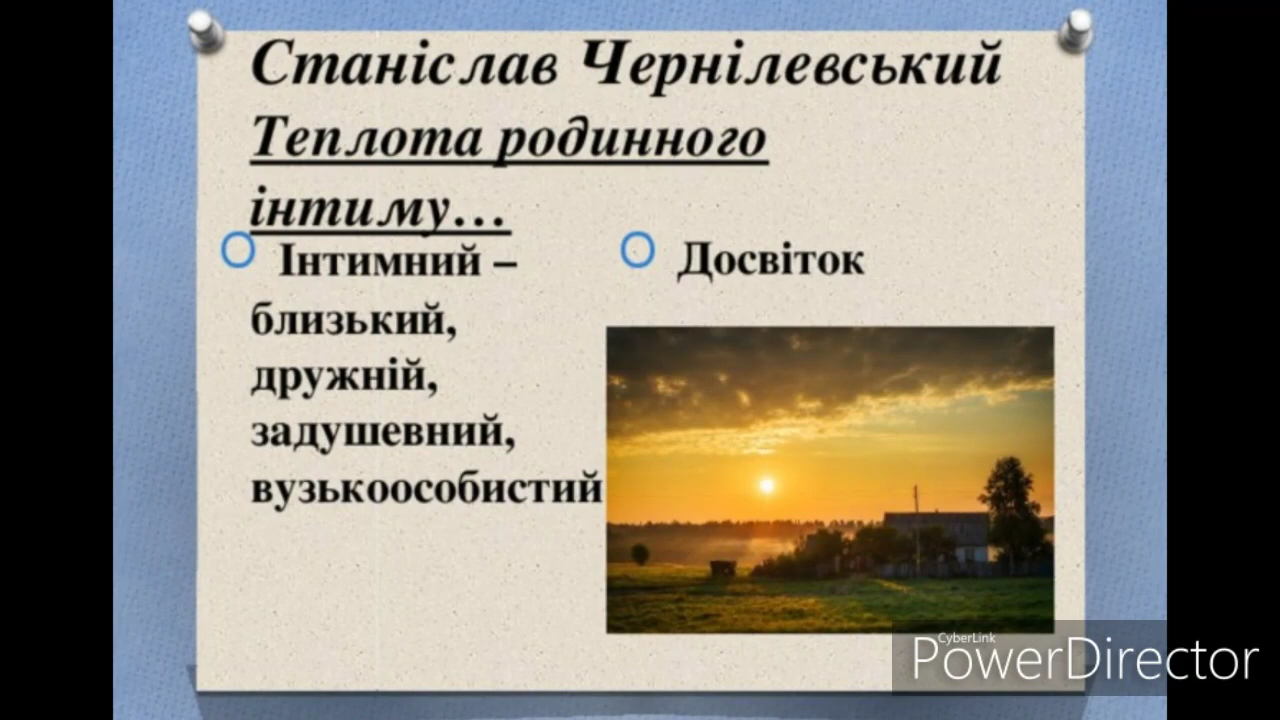 Станіслав Чернілевський
Теплота родинного
інтиму…
Інтимний –
близький,
дружній,
задушевний,
вузькоособистий
Досвіток
CyberLink
PowerDirector